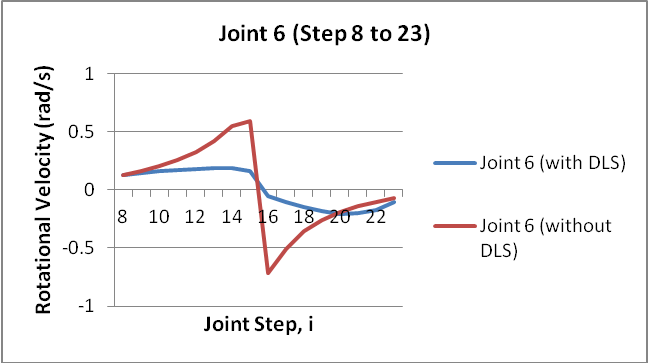 Joint 6 (Step 8 to 23)
Rotational Velocity (rad/s)
1
0.5
0
-0.5
-1
8 10 12 14 16 18 20 22
Joint Step, i
Joint 6 (with DLS)
Joint 6 (without
DLS)